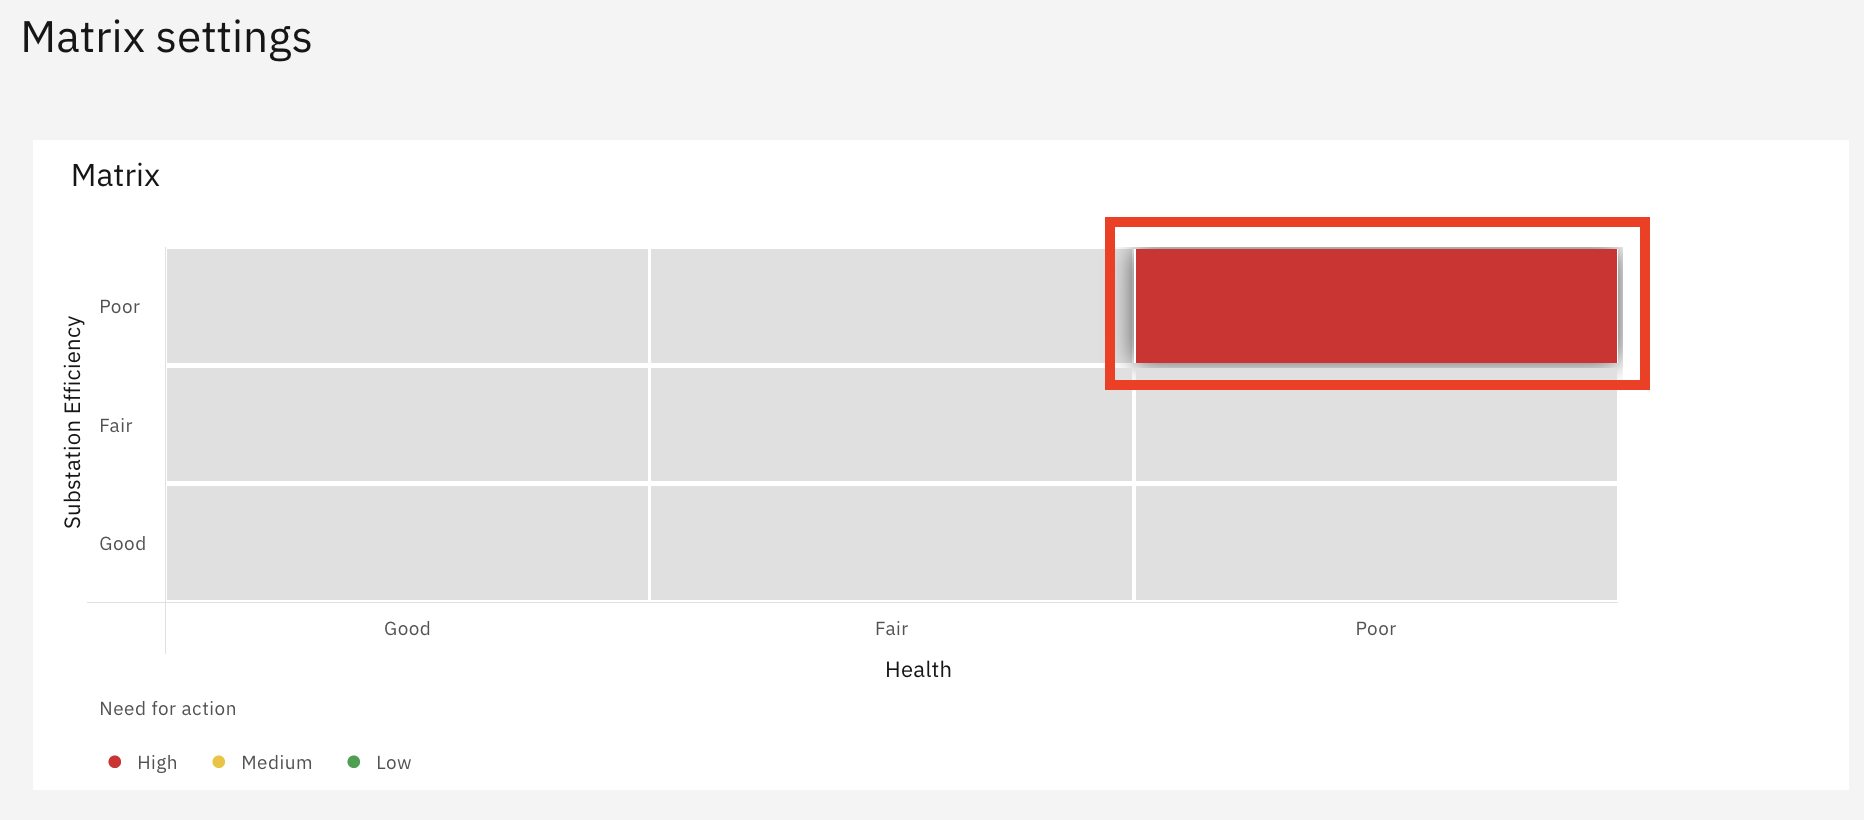 Matrix settings
Matrix
Substation Efficiency
Poor
Fair
Good
Good Fair Poor
Health
Need for action
High Medium Low